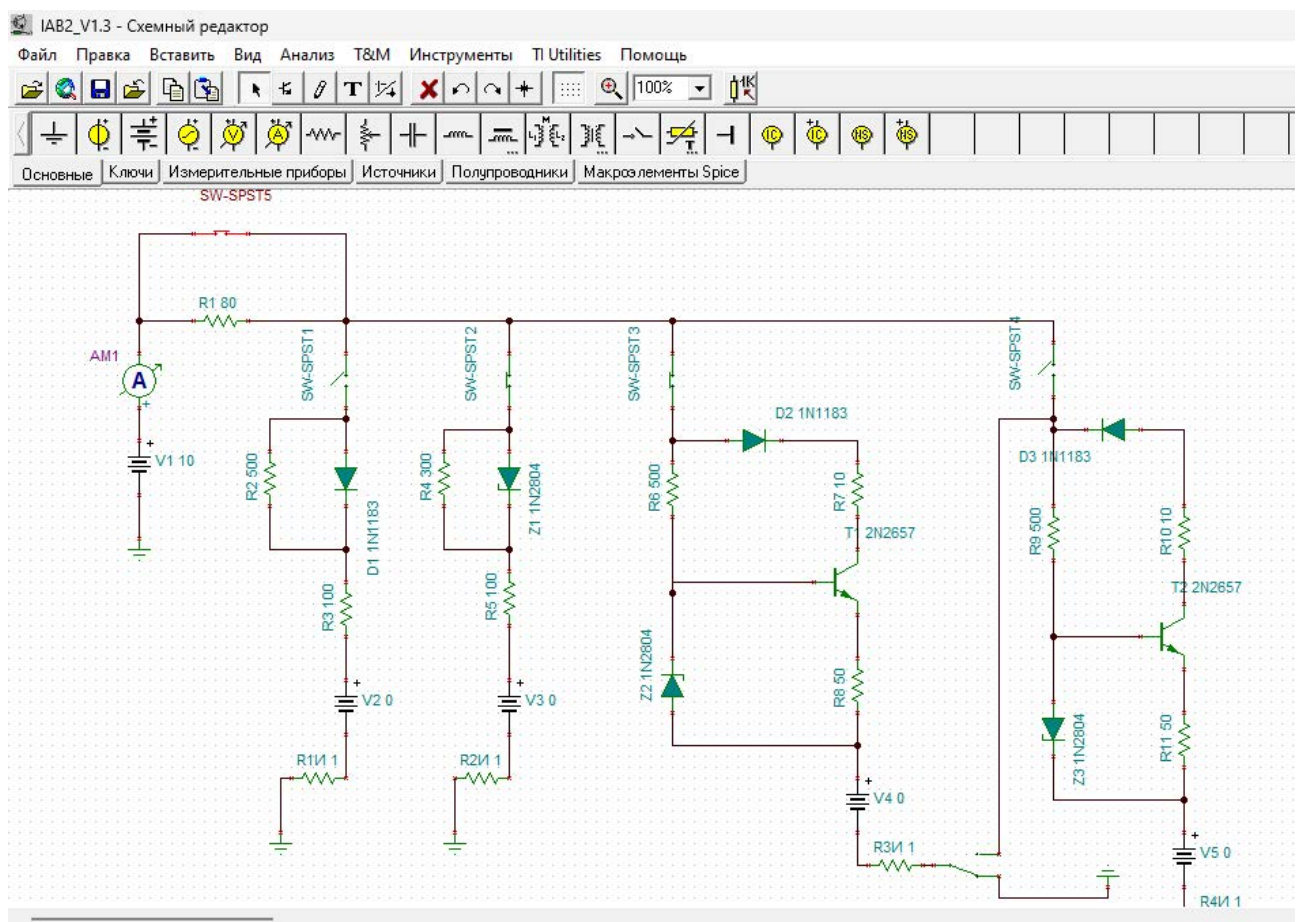 IAB2_V1.3 - Схемный редактор
Файл Правка Вставить Вид Анализ T&M Инструменты TI Utilities Помощь
100%
1K
Основные Ключи Измерительные приборы Источники Полупроводники Макроэлементы Spice
SW-SPST5
R1 80
AM1
A
+
V1 10
SW-SPST1
R2 500
D1 1N1183
R3 100
+
V2 0
R1И 1
SW-SPST2
R4 300
Z1 1N2804
R5 100
+
V3 0
R2И 1
SW-SPST3
D2 1N1183
R6 500
R7 10
T1 2N2657
Z2 1N2804
R8 50
+
V4 0
R3И 1
SW-SPST4
D3 1N1183
R9 500
R10 10
T2 2N2657
Z3 1N2804
R11 50
+
V5 0
R4И 1